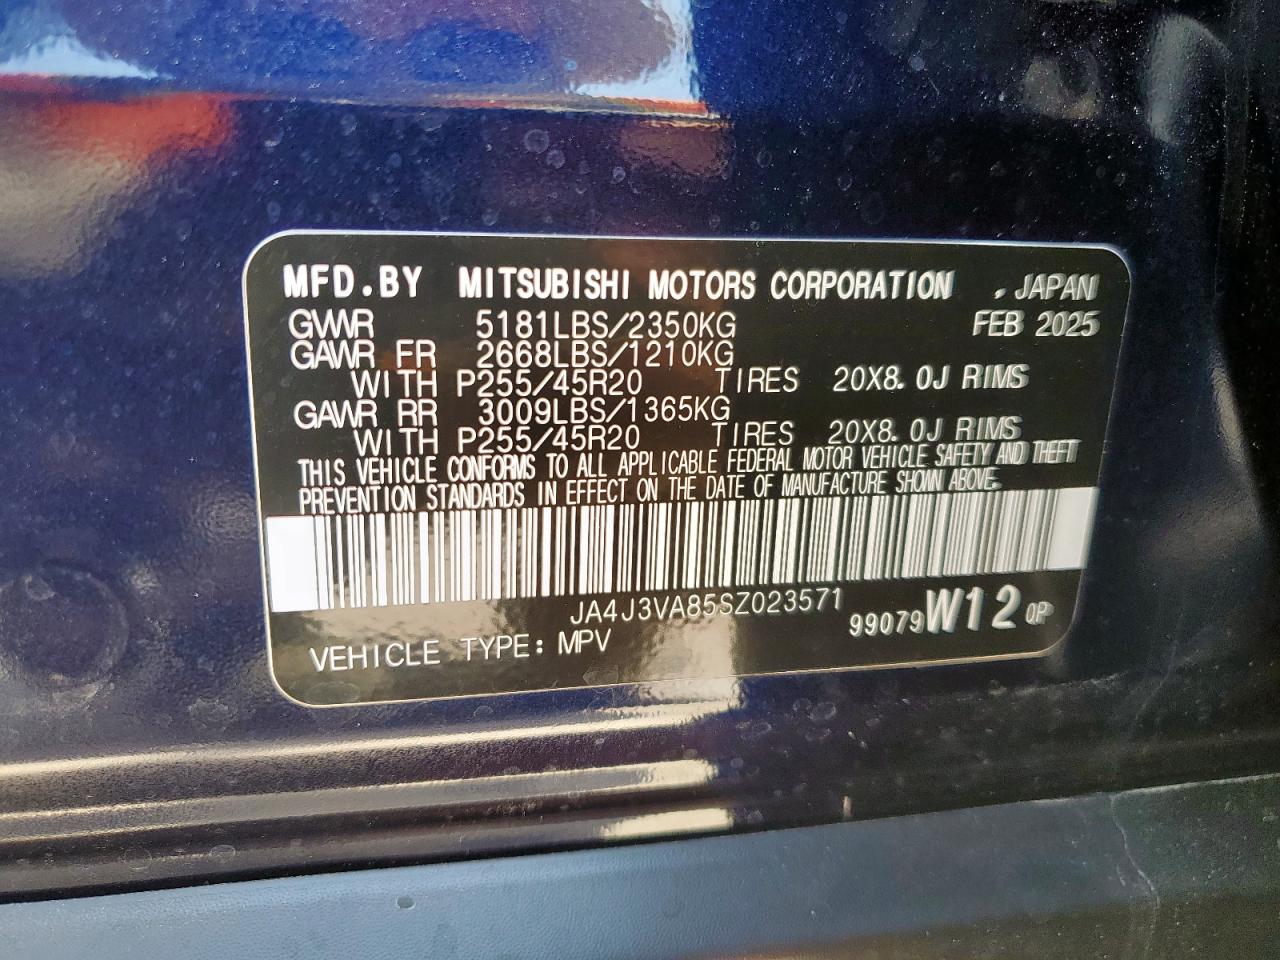 MFD.BY MITSUBISHI MOTORS CORPORATION , JAPAN
GVWR 5181LBS/2350KG FEB 2025
GAWR FR 2668LBS/1210KG
WITH P255/45R20 TIRES 20X8.0J RIMS
GAWR RR 3009LBS/1365KG
WITH P255/45R20 TIRES 20X8.0J RIMS
THIS VEHICLE CONFORMS TO ALL APPLICABLE FEDERAL MOTOR VEHICLE SAFETY AND THEFT
PREVENTION STANDARDS IN EFFECT ON THE DATE OF MANUFACTURE SHOWN ABOVE.
JA4J3VA85SZ023571
99079 W12 0P
VEHICLE TYPE: MPV